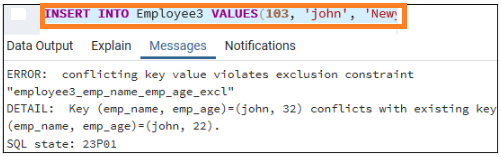 INSERT INTO Employee3 VALUES(103, 'john', 'New
Data Output Explain Messages Notifications
ERROR:  conflicting key value violates exclusion constraint
"employee3_emp_name_emp_age_excl"
DETAIL:  Key (emp_name, emp_age)=(john, 32) conflicts with existing key
(emp_name, emp_age)=(john, 22).
SQL state: 23P01